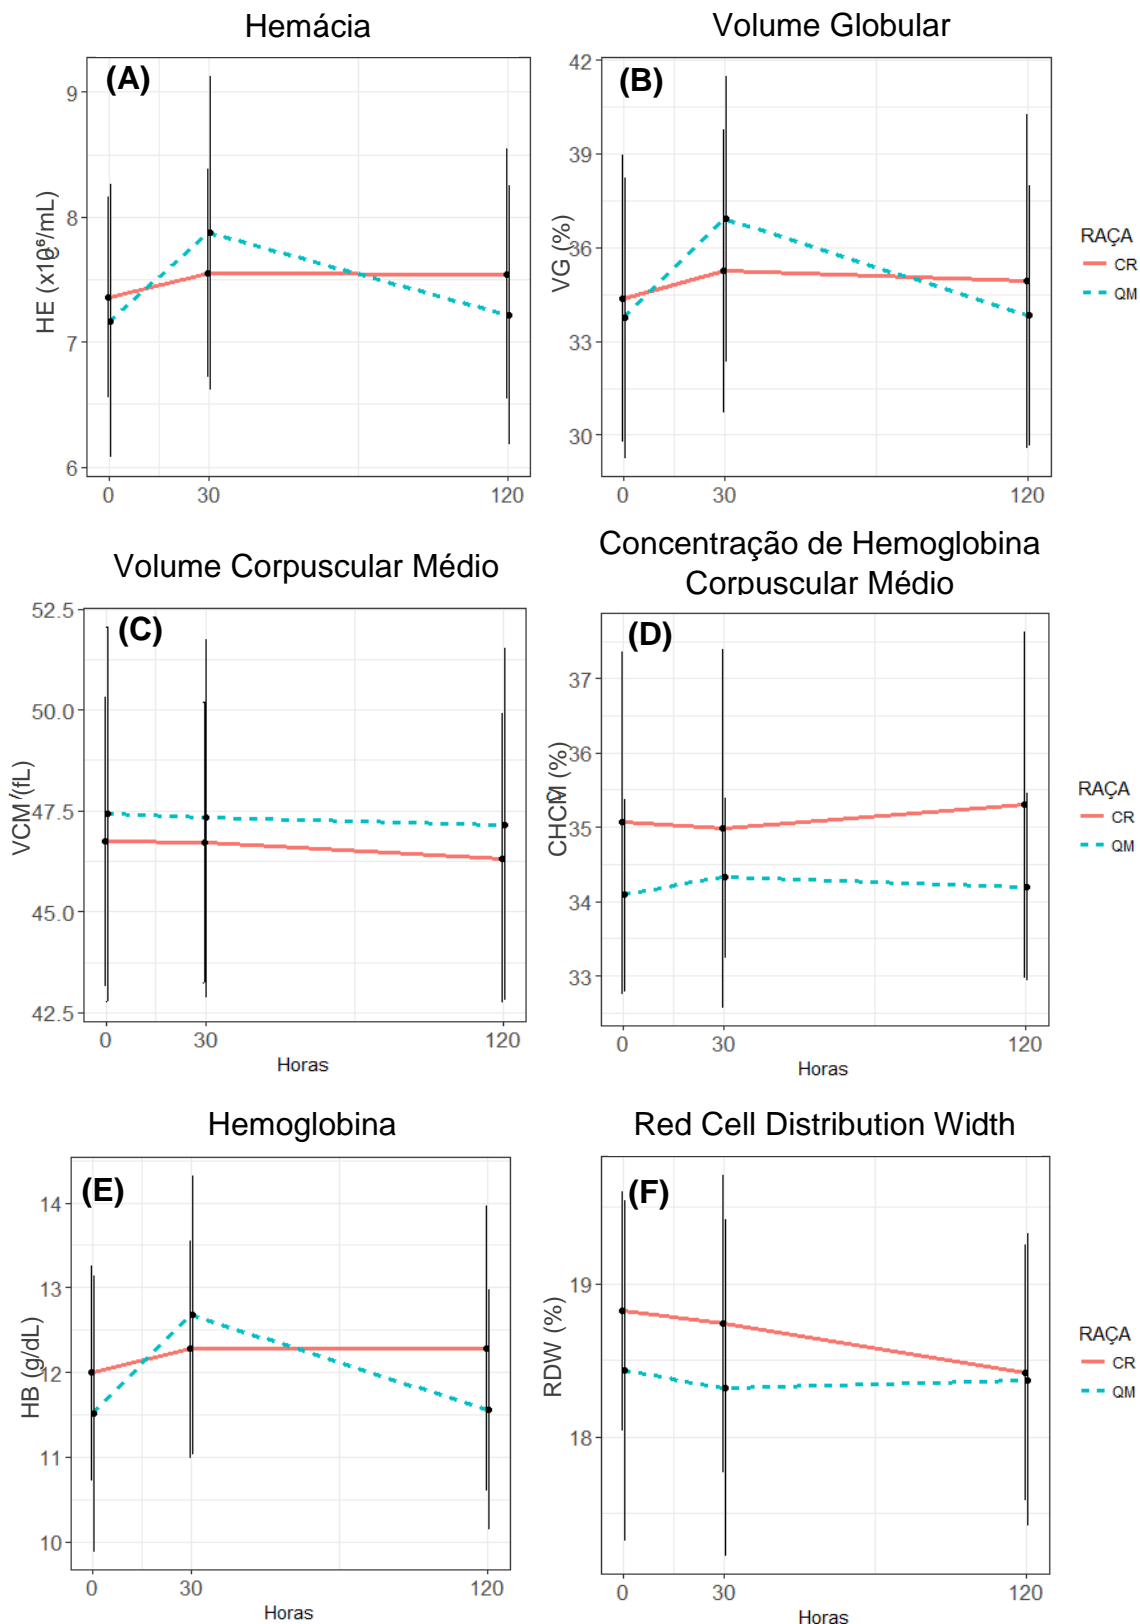 Hemácia
Volume Globular
(A)
9
8
7
6
HE (x10⁶/mL)
0 30 120
(B)
42
39
36
33
30
VG (%)
0 30 120
RAÇA
CR
QM
Volume Corpuscular Médio
Concentração de Hemoglobina
Corpuscular Médio
(C)
52.5
50.0
47.5
45.0
42.5
VCM (fL)
0 30 120
Horas
(D)
37
36
35
34
33
CHCM (%)
0 30 120
Horas
RAÇA
CR
QM
Hemoglobina
Red Cell Distribution Width
(E)
14
13
12
11
10
HB (g/dL)
0 30 120
Horas
(F)
19
18
RDW (%)
0 30 120
Horas
RAÇA
CR
QM